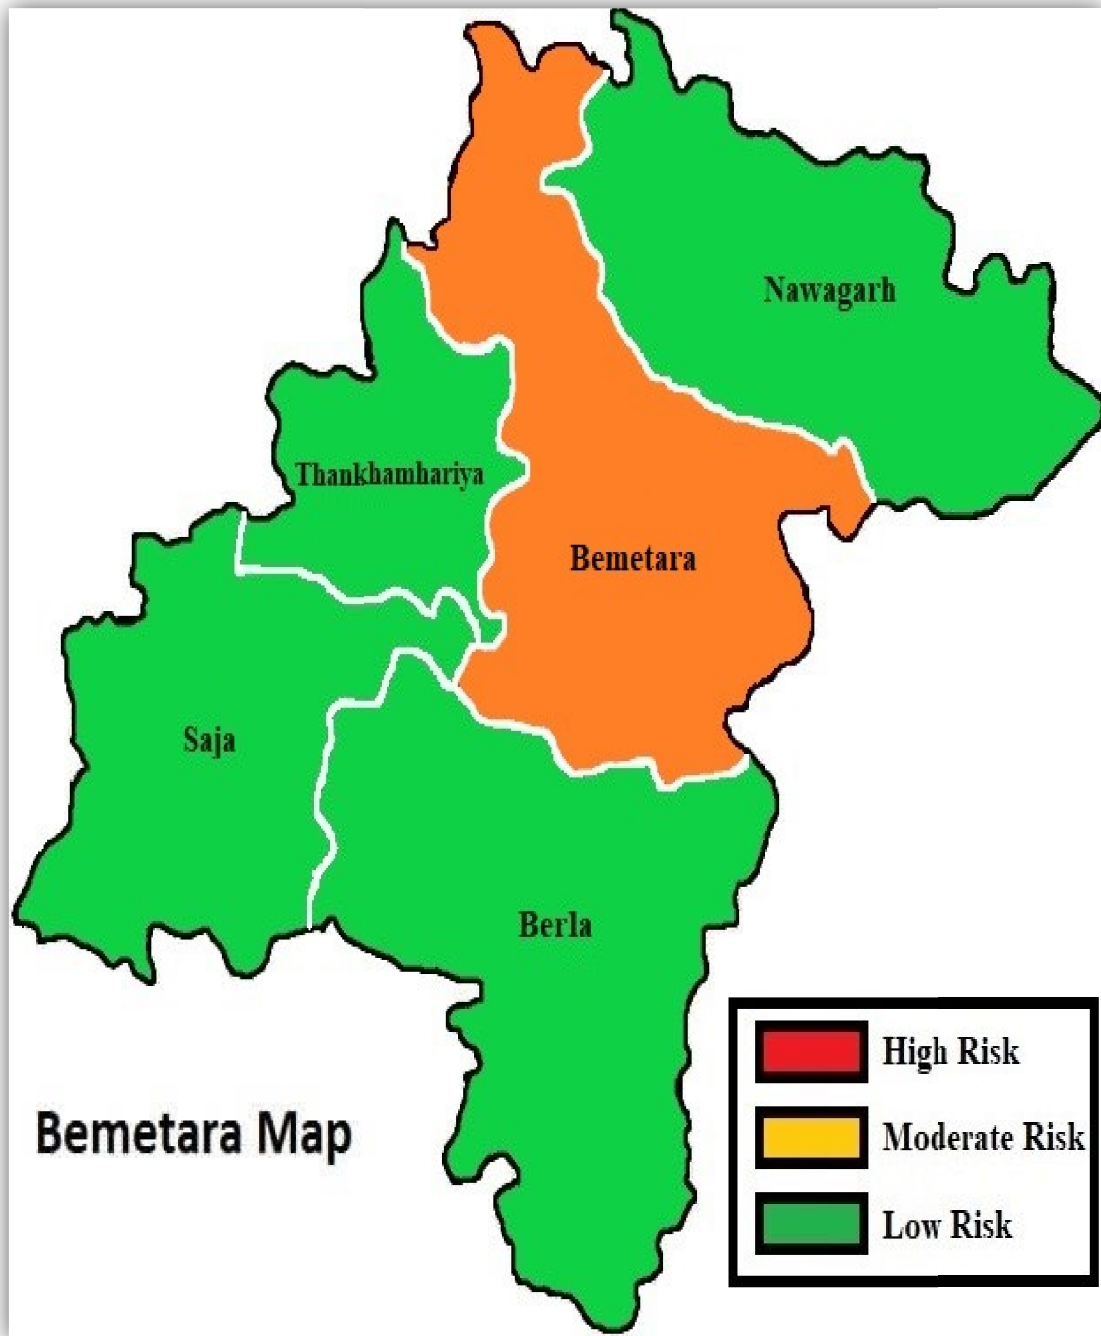 Nawagarh
Thankhamhariya
Bemetara
Saja
Berla
High Risk
Moderate Risk
Low Risk
Bemetara Map